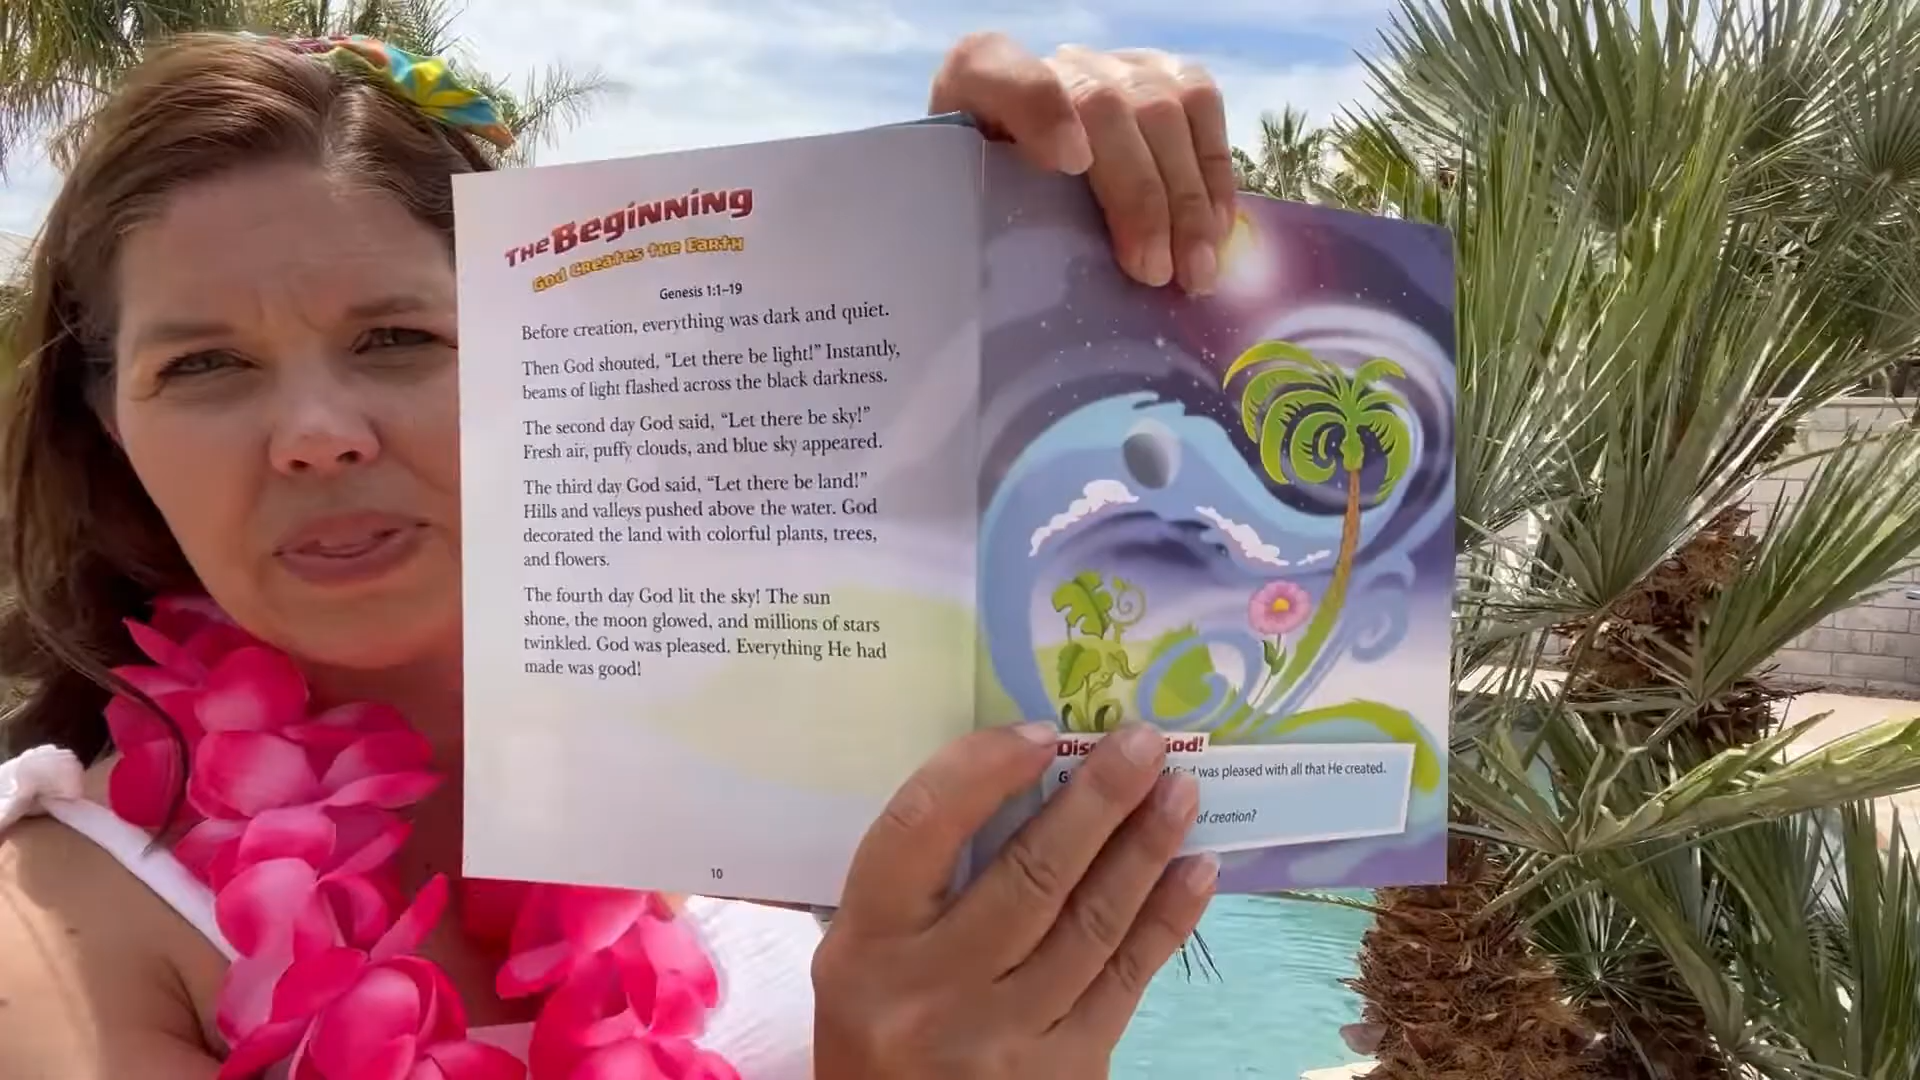 The Beginning
God Creates the Earth
Genesis 1:1–19
Before creation, everything was dark and quiet.
Then God shouted, “Let there be light!” Instantly,
beams of light flashed across the black darkness.
The second day God said, “Let there be sky!”
Fresh air, puffy clouds, and blue sky appeared.
The third day God said, “Let there be land!”
Hills and valleys pushed above the water. God
decorated the land with colorful plants, trees,
and flowers.
The fourth day God lit the sky! The sun
shone, the moon glowed, and millions of stars
twinkled. God was pleased. Everything He had
made was good!
10
God!
God was pleased with all that He created.
of creation?